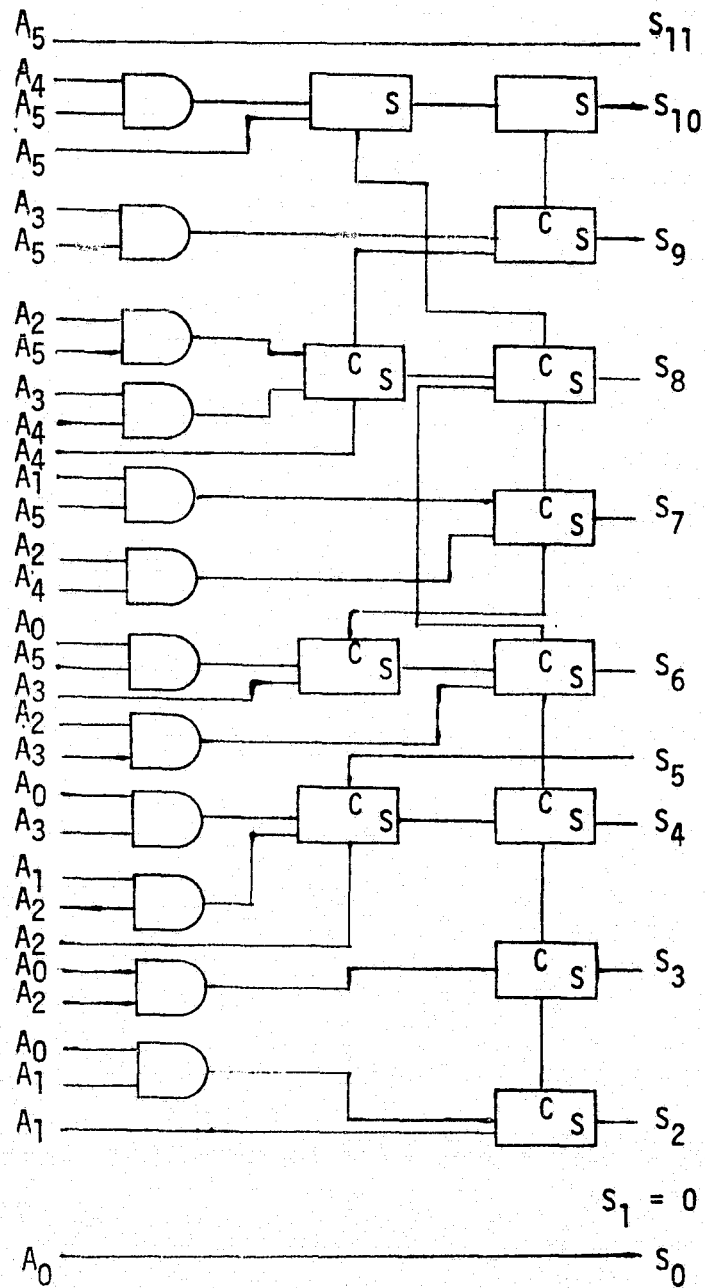 A5 S11
A4
A5 S S S10
A5
A3
A5 C S S9
A2
A5 C S C S S8
A3
A4
A4
A1
A5 C S S7
A2
A4
A0
A5 C S C S S6
A3
A2
A3
S5
A0 C S C S S4
A3
A1
A2
A2
A0 C S S3
A2
A0
A1
A1 C S S2
S1 = 0
A0 S0